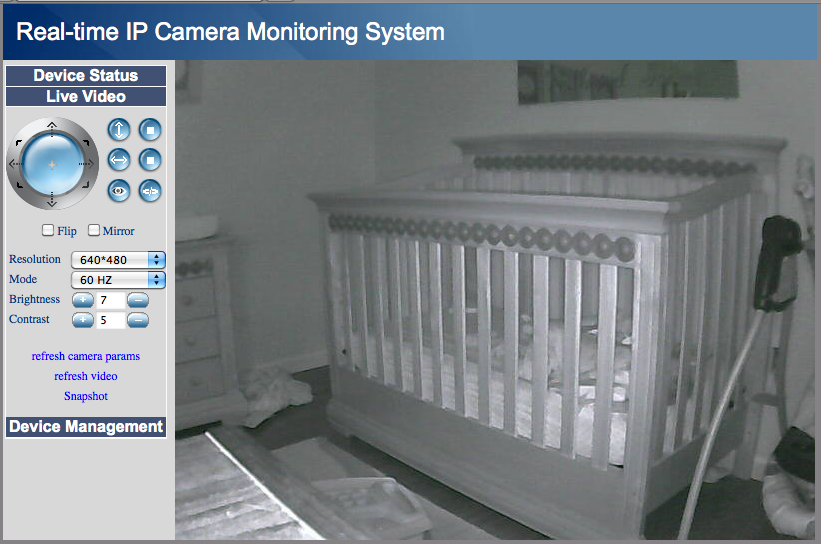 Real-time IP Camera Monitoring System
Device Status
Live Video
Flip Mirror
Resolution 640*480
Mode 60 HZ
Brightness + 7 −
Contrast + 5 −
refresh camera params
refresh video
Snapshot
Device Management